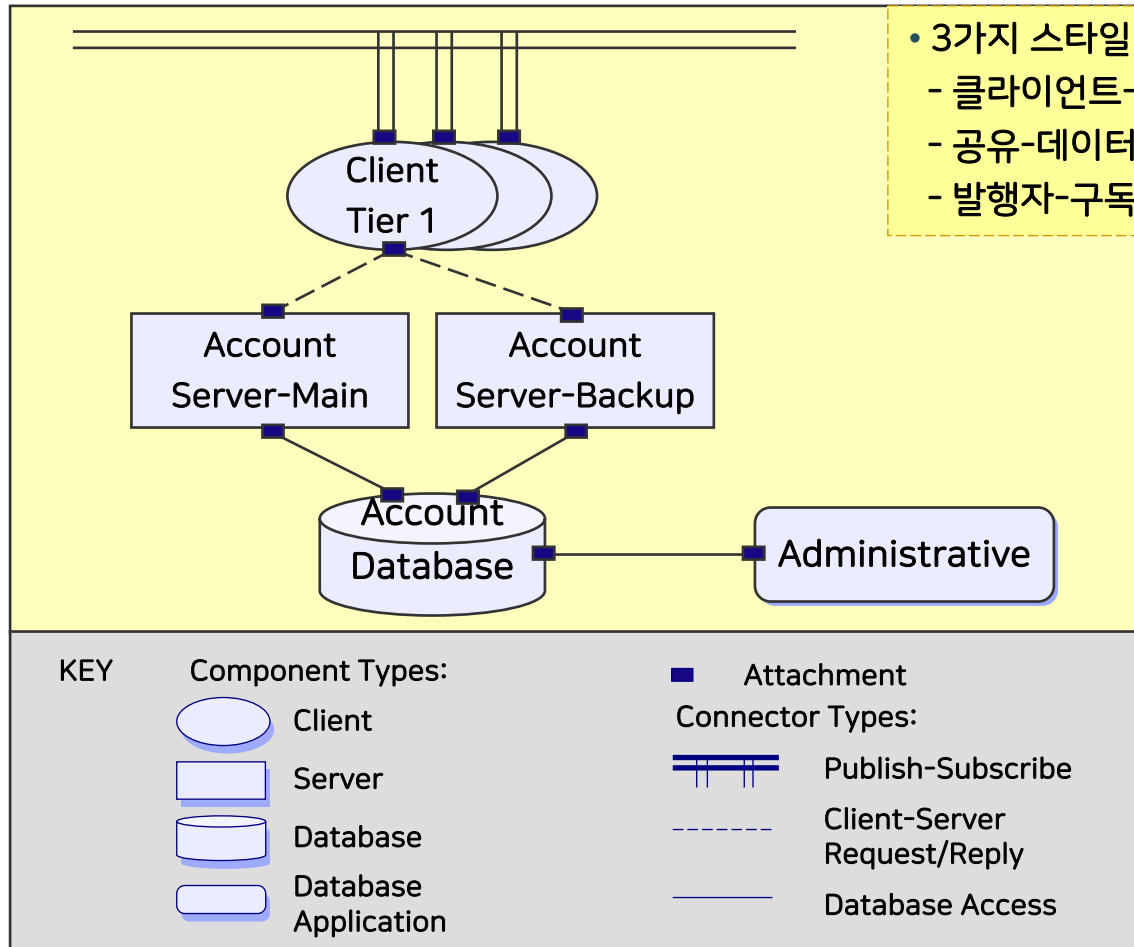 • 3가지 스타일
- 클라이언트-
- 공유-데이터
- 발행자-구독
Client
Tier 1
Account
Server-Main
Account
Server-Backup
Account
Database
Administrative
KEY
Component Types:
Client
Server
Database
Database
Application
Attachment
Connector Types:
Publish-Subscribe
Client-Server
Request/Reply
Database Access